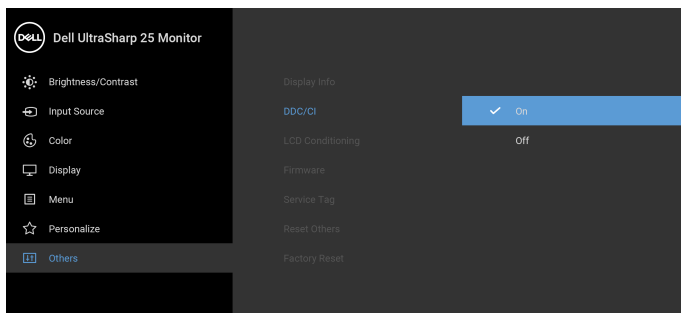 DELL
Dell UltraSharp 25 Monitor
Brightness/Contrast
Display Info
Input Source
DDC/CI
On
Color
LCD Conditioning
Off
Display
Firmware
Menu
Service Tag
Personalize
Reset Others
Others
Factory Reset